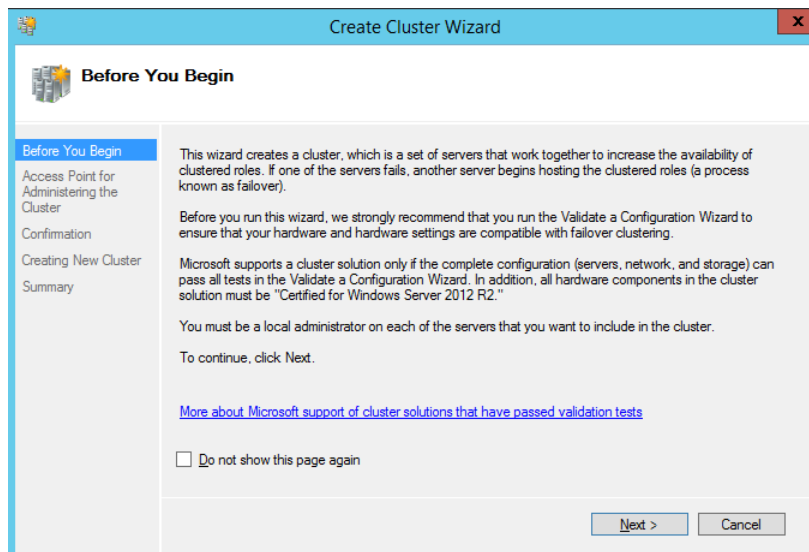 Create Cluster Wizard
X
Before You Begin
Before You Begin
Access Point for
Administering the
Cluster
Confirmation
Creating New Cluster
Summary
This wizard creates a cluster, which is a set of servers that work together to increase the availability of
clustered roles. If one of the servers fails, another server begins hosting the clustered roles (a process
known as failover).
Before you run this wizard, we strongly recommend that you run the Validate a Configuration Wizard to
ensure that your hardware and hardware settings are compatible with failover clustering.
Microsoft supports a cluster solution only if the complete configuration (servers, network, and storage) can
pass all tests in the Validate a Configuration Wizard. In addition, all hardware components in the cluster
solution must be "Certified for Windows Server 2012 R2."
You must be a local administrator on each of the servers that you want to include in the cluster.
To continue, click Next.
More about Microsoft support of cluster solutions that have passed validation tests
Do not show this page again
Next >
Cancel